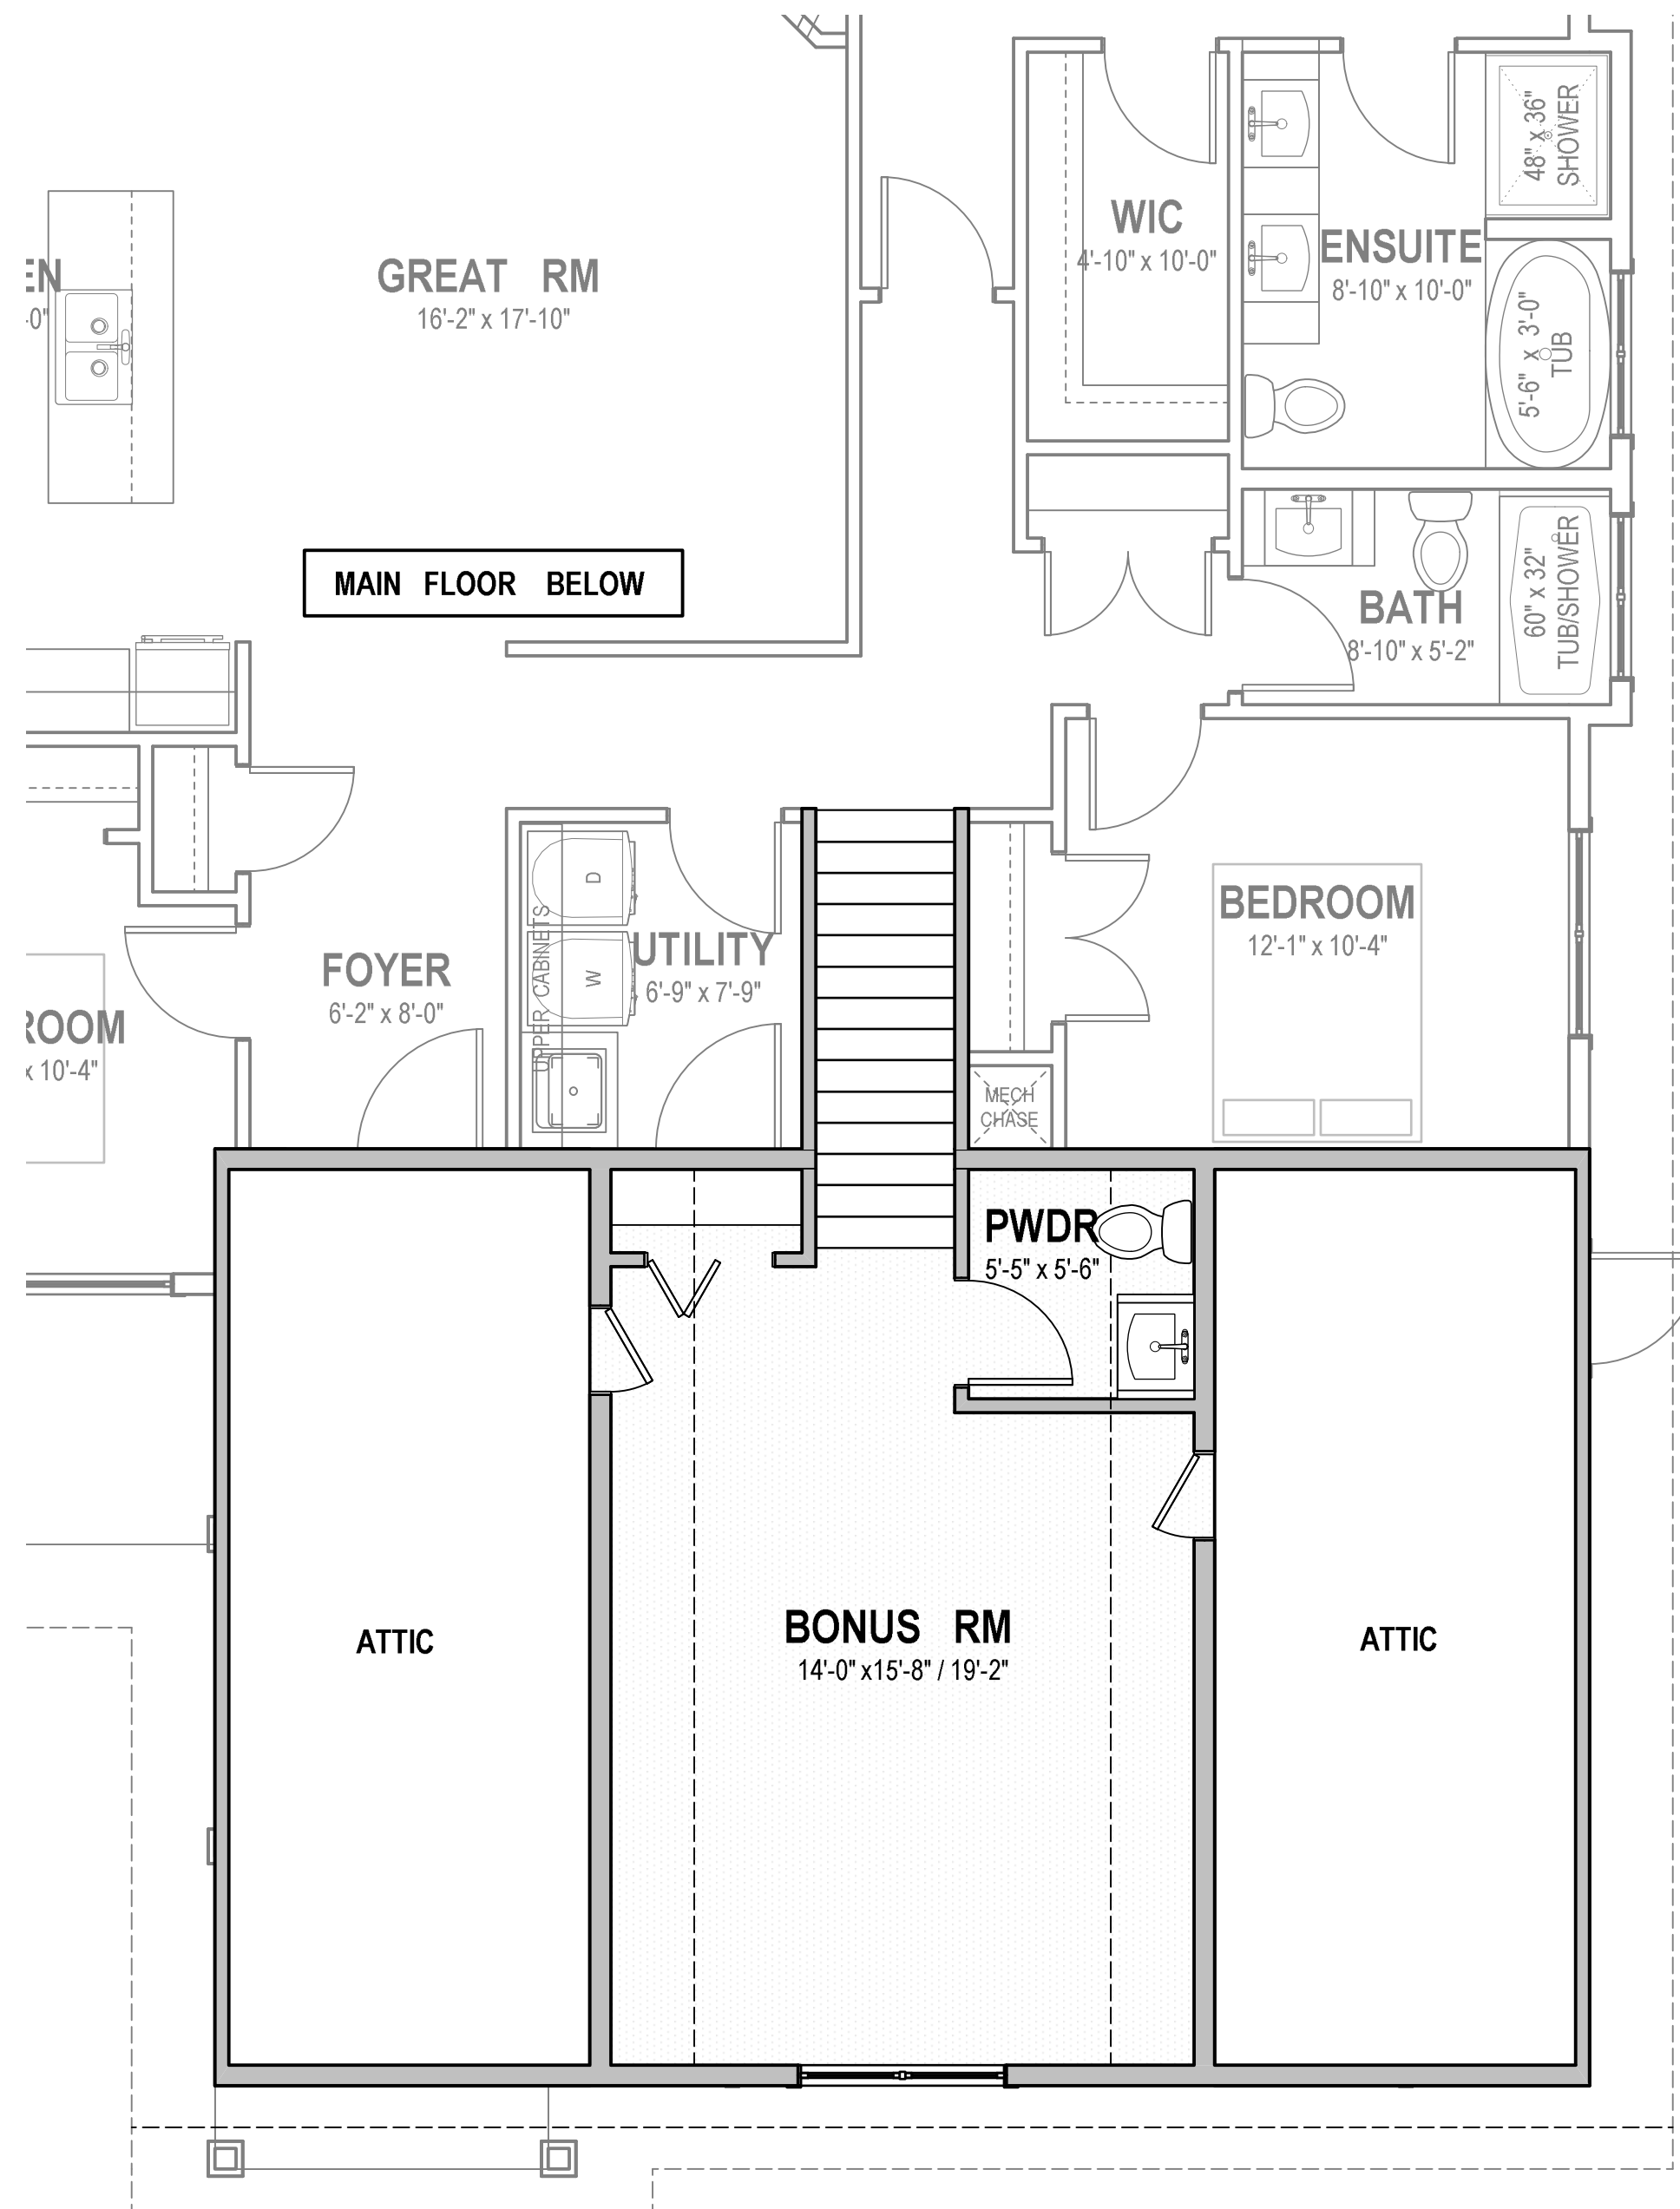 48" x 36"
SHOWER
WIC
4'-10" x 10'-0"
ENSUITE
8'-10" x 10'-0"
EN
-0"
GREAT RM
16'-2" x 17'-10"
5'-6" x 3'-0"
TUB
MAIN FLOOR BELOW
BATH
8'-10" x 5'-2"
60" x 32"
TUB/SHOWER
D
W
UPPER CABINETS
UTILITY
6'-9" x 7'-9"
BEDROOM
12'-1" x 10'-4"
FOYER
6'-2" x 8'-0"
ROOM
x 10'-4"
MECH
CHASE
PWDR
5'-5" x 5'-6"
BONUS RM
14'-0" x15'-8" / 19'-2"
ATTIC
ATTIC